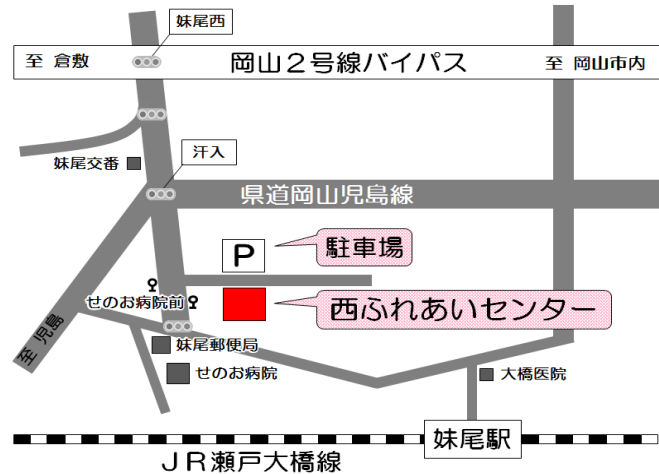 妹尾西
至 倉敷
岡山２号線バイパス
至 岡山市内
妹尾交番
汗入
県道岡山児島線
P
駐車場
せのお病院前
西ふれあいセンター
至 児島
妹尾郵便局
せのお病院
大橋医院
妹尾駅
ＪＲ瀬戸大橋線